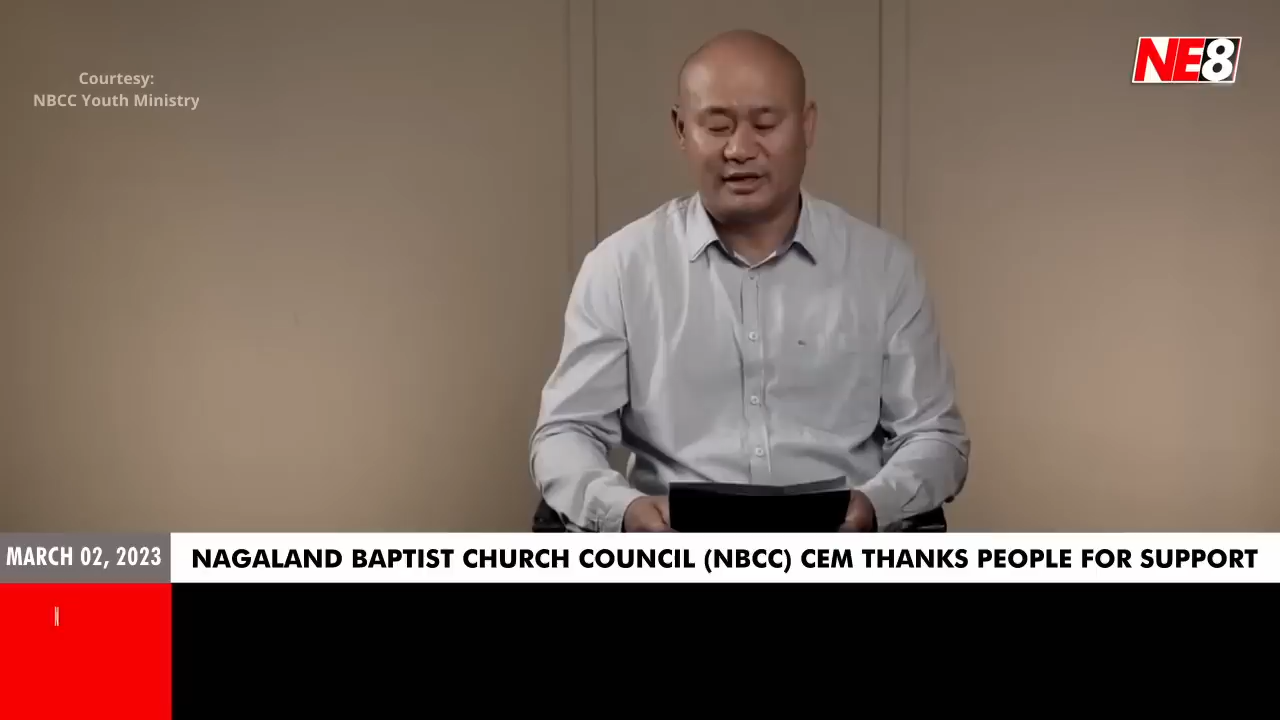 Courtesy:
NBCC Youth Ministry
NE8
MARCH 02, 2023
NAGALAND BAPTIST CHURCH COUNCIL (NBCC) CEM THANKS PEOPLE FOR SUPPORT
N